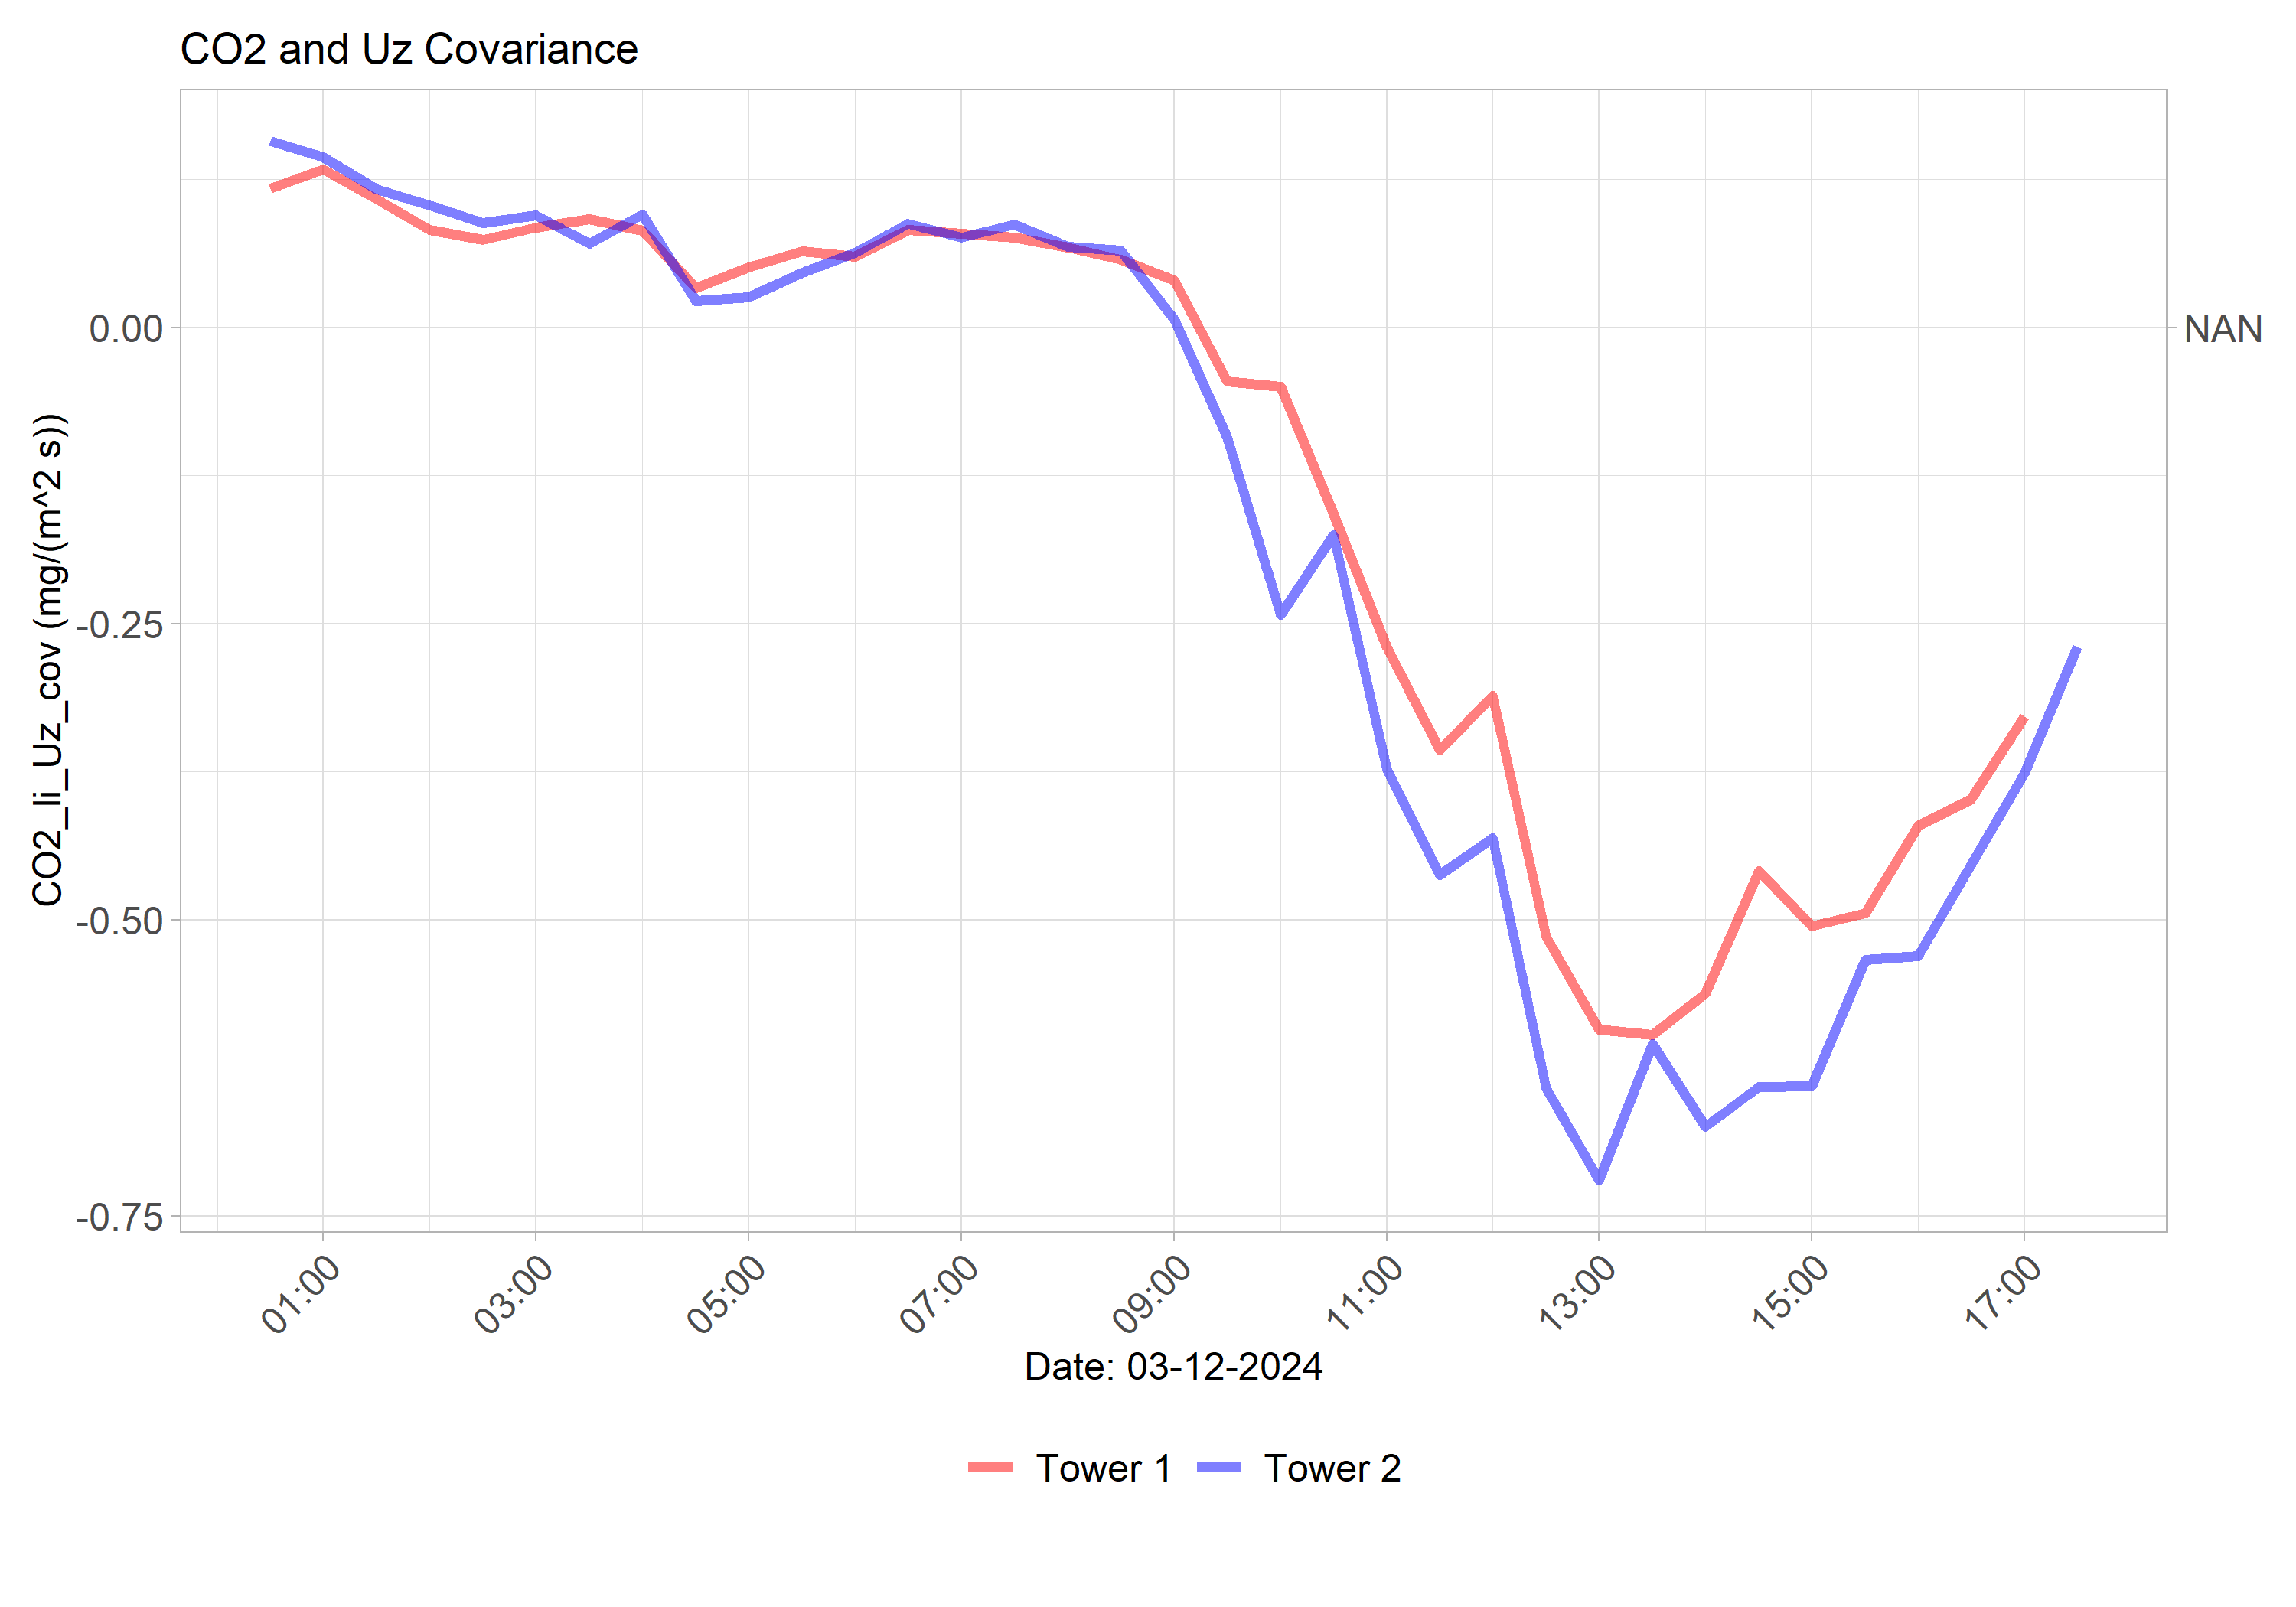 CO2 and Uz Covariance
CO2_li_Uz_cov (mg/(m^2 s))
0.00
-0.25
-0.50
-0.75
NAN
01:00
03:00
05:00
07:00
09:00
11:00
13:00
15:00
17:00
Date: 03-12-2024
Tower 1
Tower 2